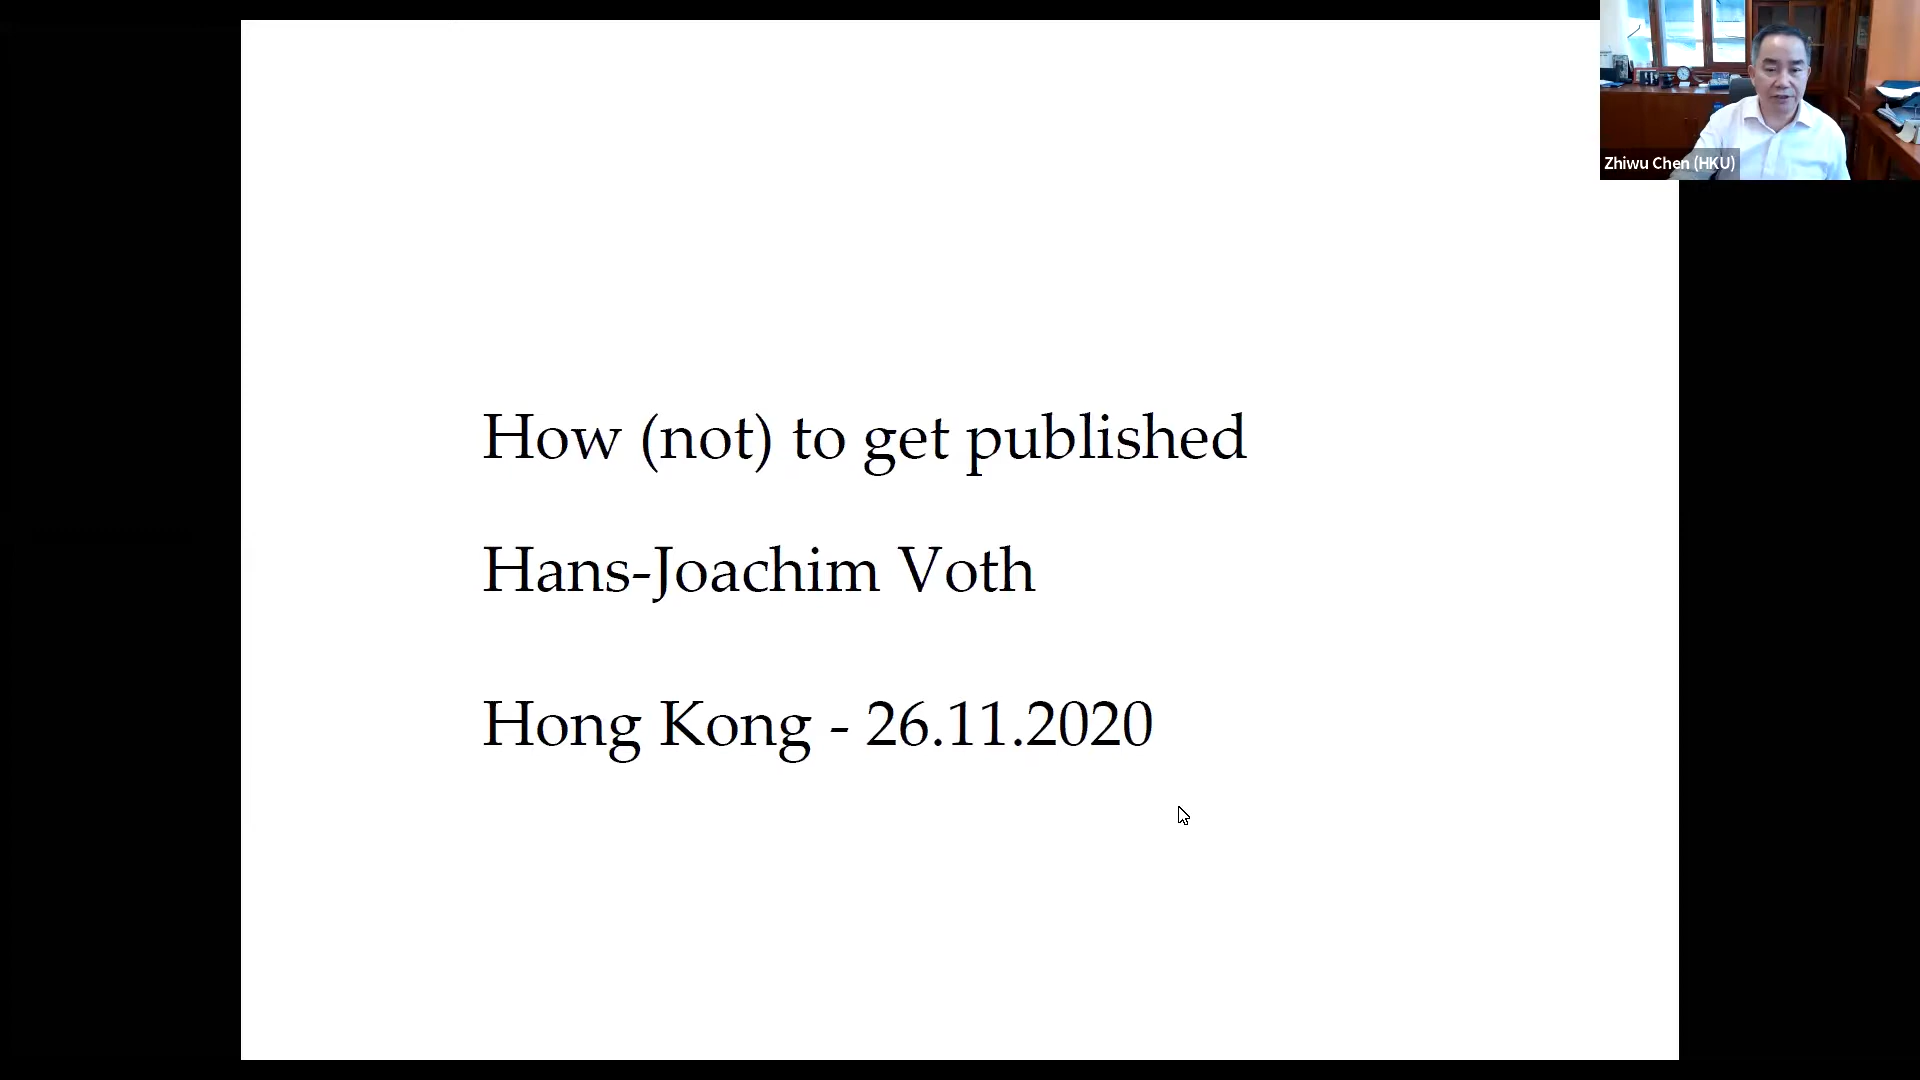 How (not) to get published
Hans-Joachim Voth
Hong Kong - 26.11.2020
Zhiwu Chen (HKU)